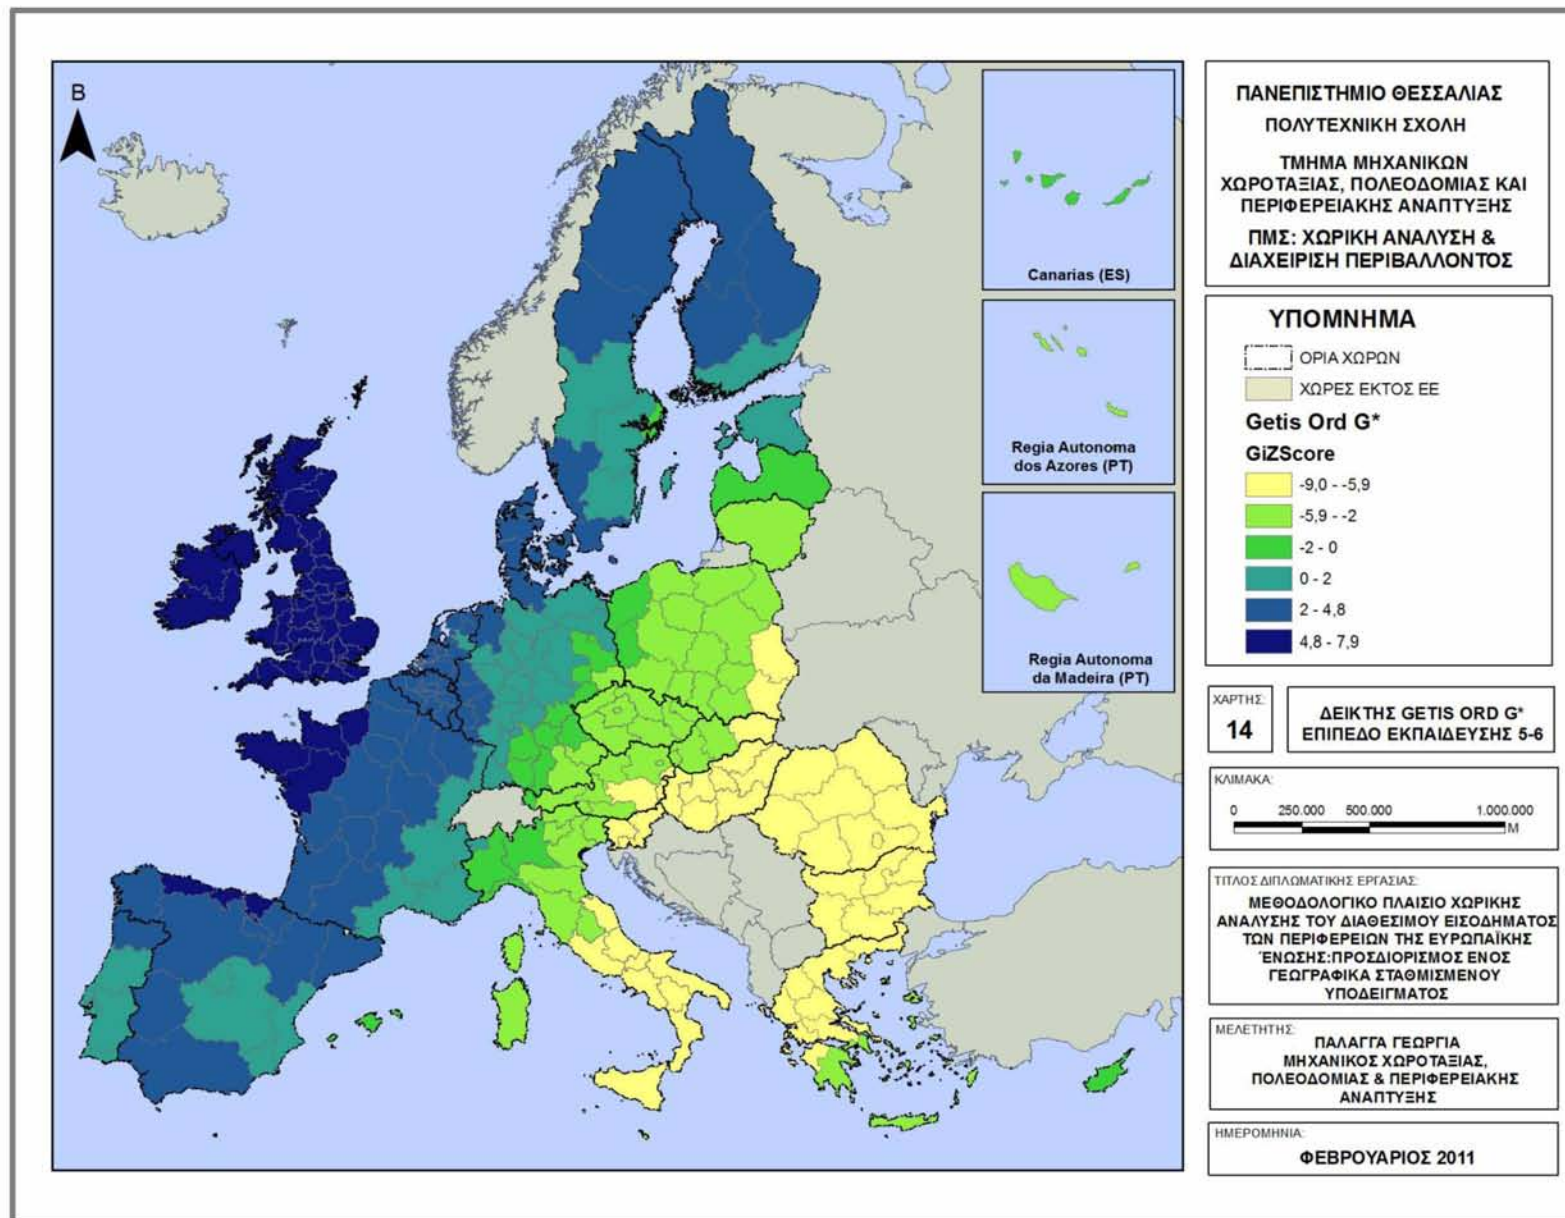 Β
Canarias (ES)
Regia Autonoma
dos Azores (PT)
Regia Autonoma
da Madeira (PT)
ΠΑΝΕΠΙΣΤΗΜΙΟ ΘΕΣΣΑΛΙΑΣ
ΠΟΛΥΤΕΧΝΙΚΗ ΣΧΟΛΗ
ΤΜΗΜΑ ΜΗΧΑΝΙΚΩΝ
ΧΩΡΟΤΑΞΙΑΣ, ΠΟΛΕΟΔΟΜΙΑΣ ΚΑΙ
ΠΕΡΙΦΕΡΕΙΑΚΗΣ ΑΝΑΠΤΥΞΗΣ
ΠΜΣ: ΧΩΡΙΚΗ ΑΝΑΛΥΣΗ &
ΔΙΑΧΕΙΡΙΣΗ ΠΕΡΙΒΑΛΛΟΝΤΟΣ
ΥΠΟΜΝΗΜΑ
ΟΡΙΑ ΧΩΡΩΝ
ΧΩΡΕΣ ΕΚΤΟΣ ΕΕ
Getis Ord G*
GiZScore
-9,0 - -5,9
-5,9 - -2
-2 - 0
0 - 2
2 - 4,8
4,8 - 7,9
ΧΑΡΤΗΣ:
14
ΔΕΙΚΤΗΣ GETIS ORD G*
ΕΠΙΠΕΔΟ ΕΚΠΑΙΔΕΥΣΗΣ 5-6
ΚΛΙΜΑΚΑ:
0 250.000 500.000 1.000.000
M
ΤΙΤΛΟΣ ΔΙΠΛΩΜΑΤΙΚΗΣ ΕΡΓΑΣΙΑΣ:
ΜΕΘΟΔΟΛΟΓΙΚΟ ΠΛΑΙΣΙΟ ΧΩΡΙΚΗΣ
ΑΝΑΛΥΣΗΣ ΤΟΥ ΔΙΑΘΕΣΙΜΟΥ ΕΙΣΟΔΗΜΑΤΟΣ
ΤΩΝ ΠΕΡΙΦΕΡΕΙΩΝ ΤΗΣ ΕΥΡΩΠΑΪΚΗΣ
ΈΝΩΣΗΣ:ΠΡΟΣΔΙΟΡΙΣΜΟΣ ΕΝΟΣ
ΓΕΩΓΡΑΦΙΚΑ ΣΤΑΘΜΙΣΜΕΝΟΥ
ΥΠΟΔΕΙΓΜΑΤΟΣ
ΜΕΛΕΤΗΤΗΣ:
ΠΑΛΑΓΓΑ ΓΕΩΡΓΙΑ
ΜΗΧΑΝΙΚΟΣ ΧΩΡΟΤΑΞΙΑΣ,
ΠΟΛΕΟΔΟΜΙΑΣ & ΠΕΡΙΦΕΡΕΙΑΚΗΣ
ΑΝΑΠΤΥΞΗΣ
ΗΜΕΡΟΜΗΝΙΑ:
ΦΕΒΡΟΥΑΡΙΟΣ 2011